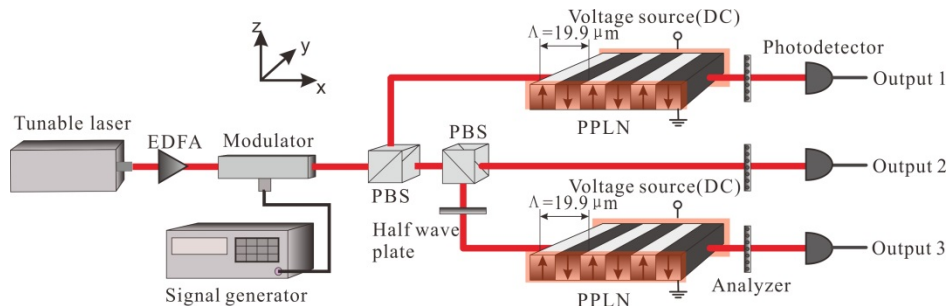 Voltage source(DC)
Λ=19.9 μm
Photodetector
z
y
x
Output 1
Tunable laser
EDFA
Modulator
PPLN
PBS
PBS
Output 2
Voltage source(DC)
Λ=19.9 μm
Half wave
plate
Output 3
Signal generator
PPLN
Analyzer